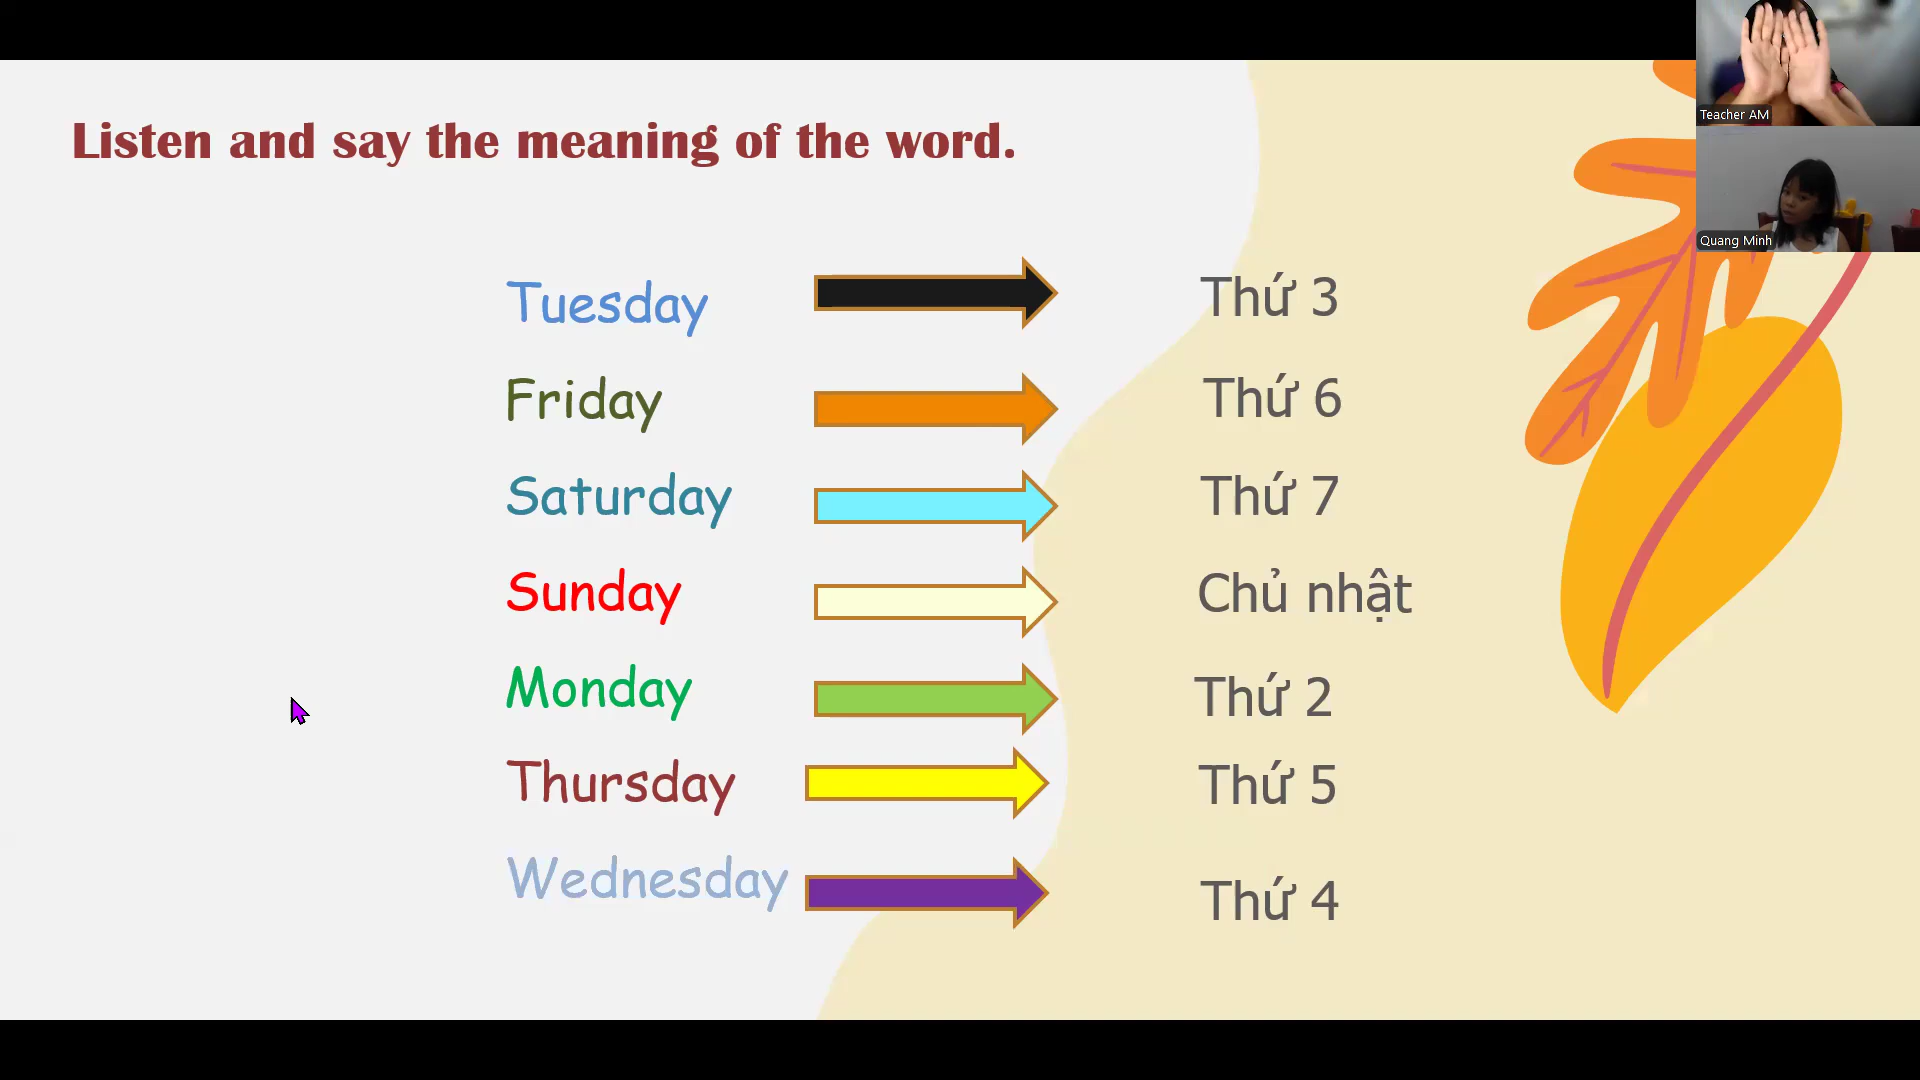 Listen and say the meaning of the word.
Tuesday Thứ 3
Friday Thứ 6
Saturday Thứ 7
Sunday Chủ nhật
Monday Thứ 2
Thursday Thứ 5
Wednesday Thứ 4
Teacher AM
Quang Minh